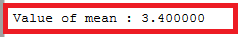 Value of mean : 3.400000